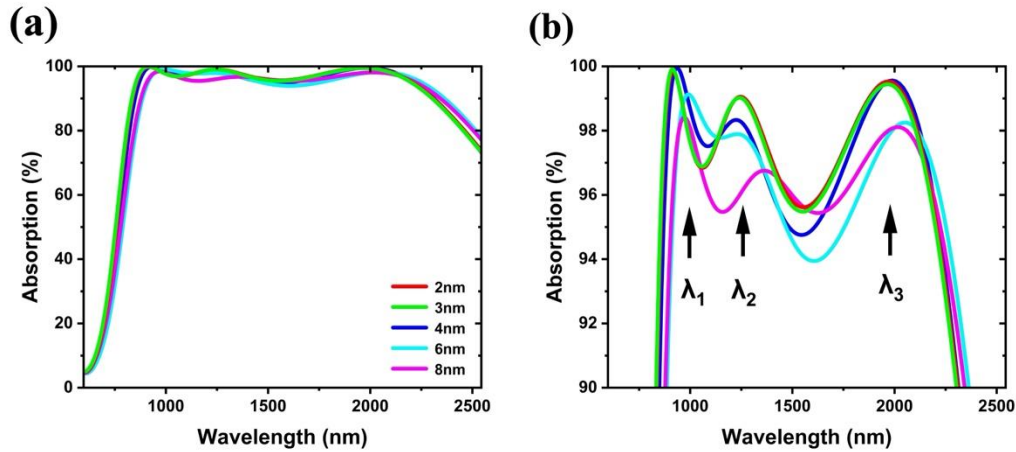 (a)
Absorption (%)
100
80
60
40
20
0
2nm
3nm
4nm
6nm
8nm
1000 1500 2000 2500
Wavelength (nm)
(b)
Absorption (%)
100
98
96
94
92
90
λ1 λ2 λ3
1000 1500 2000 2500
Wavelength (nm)